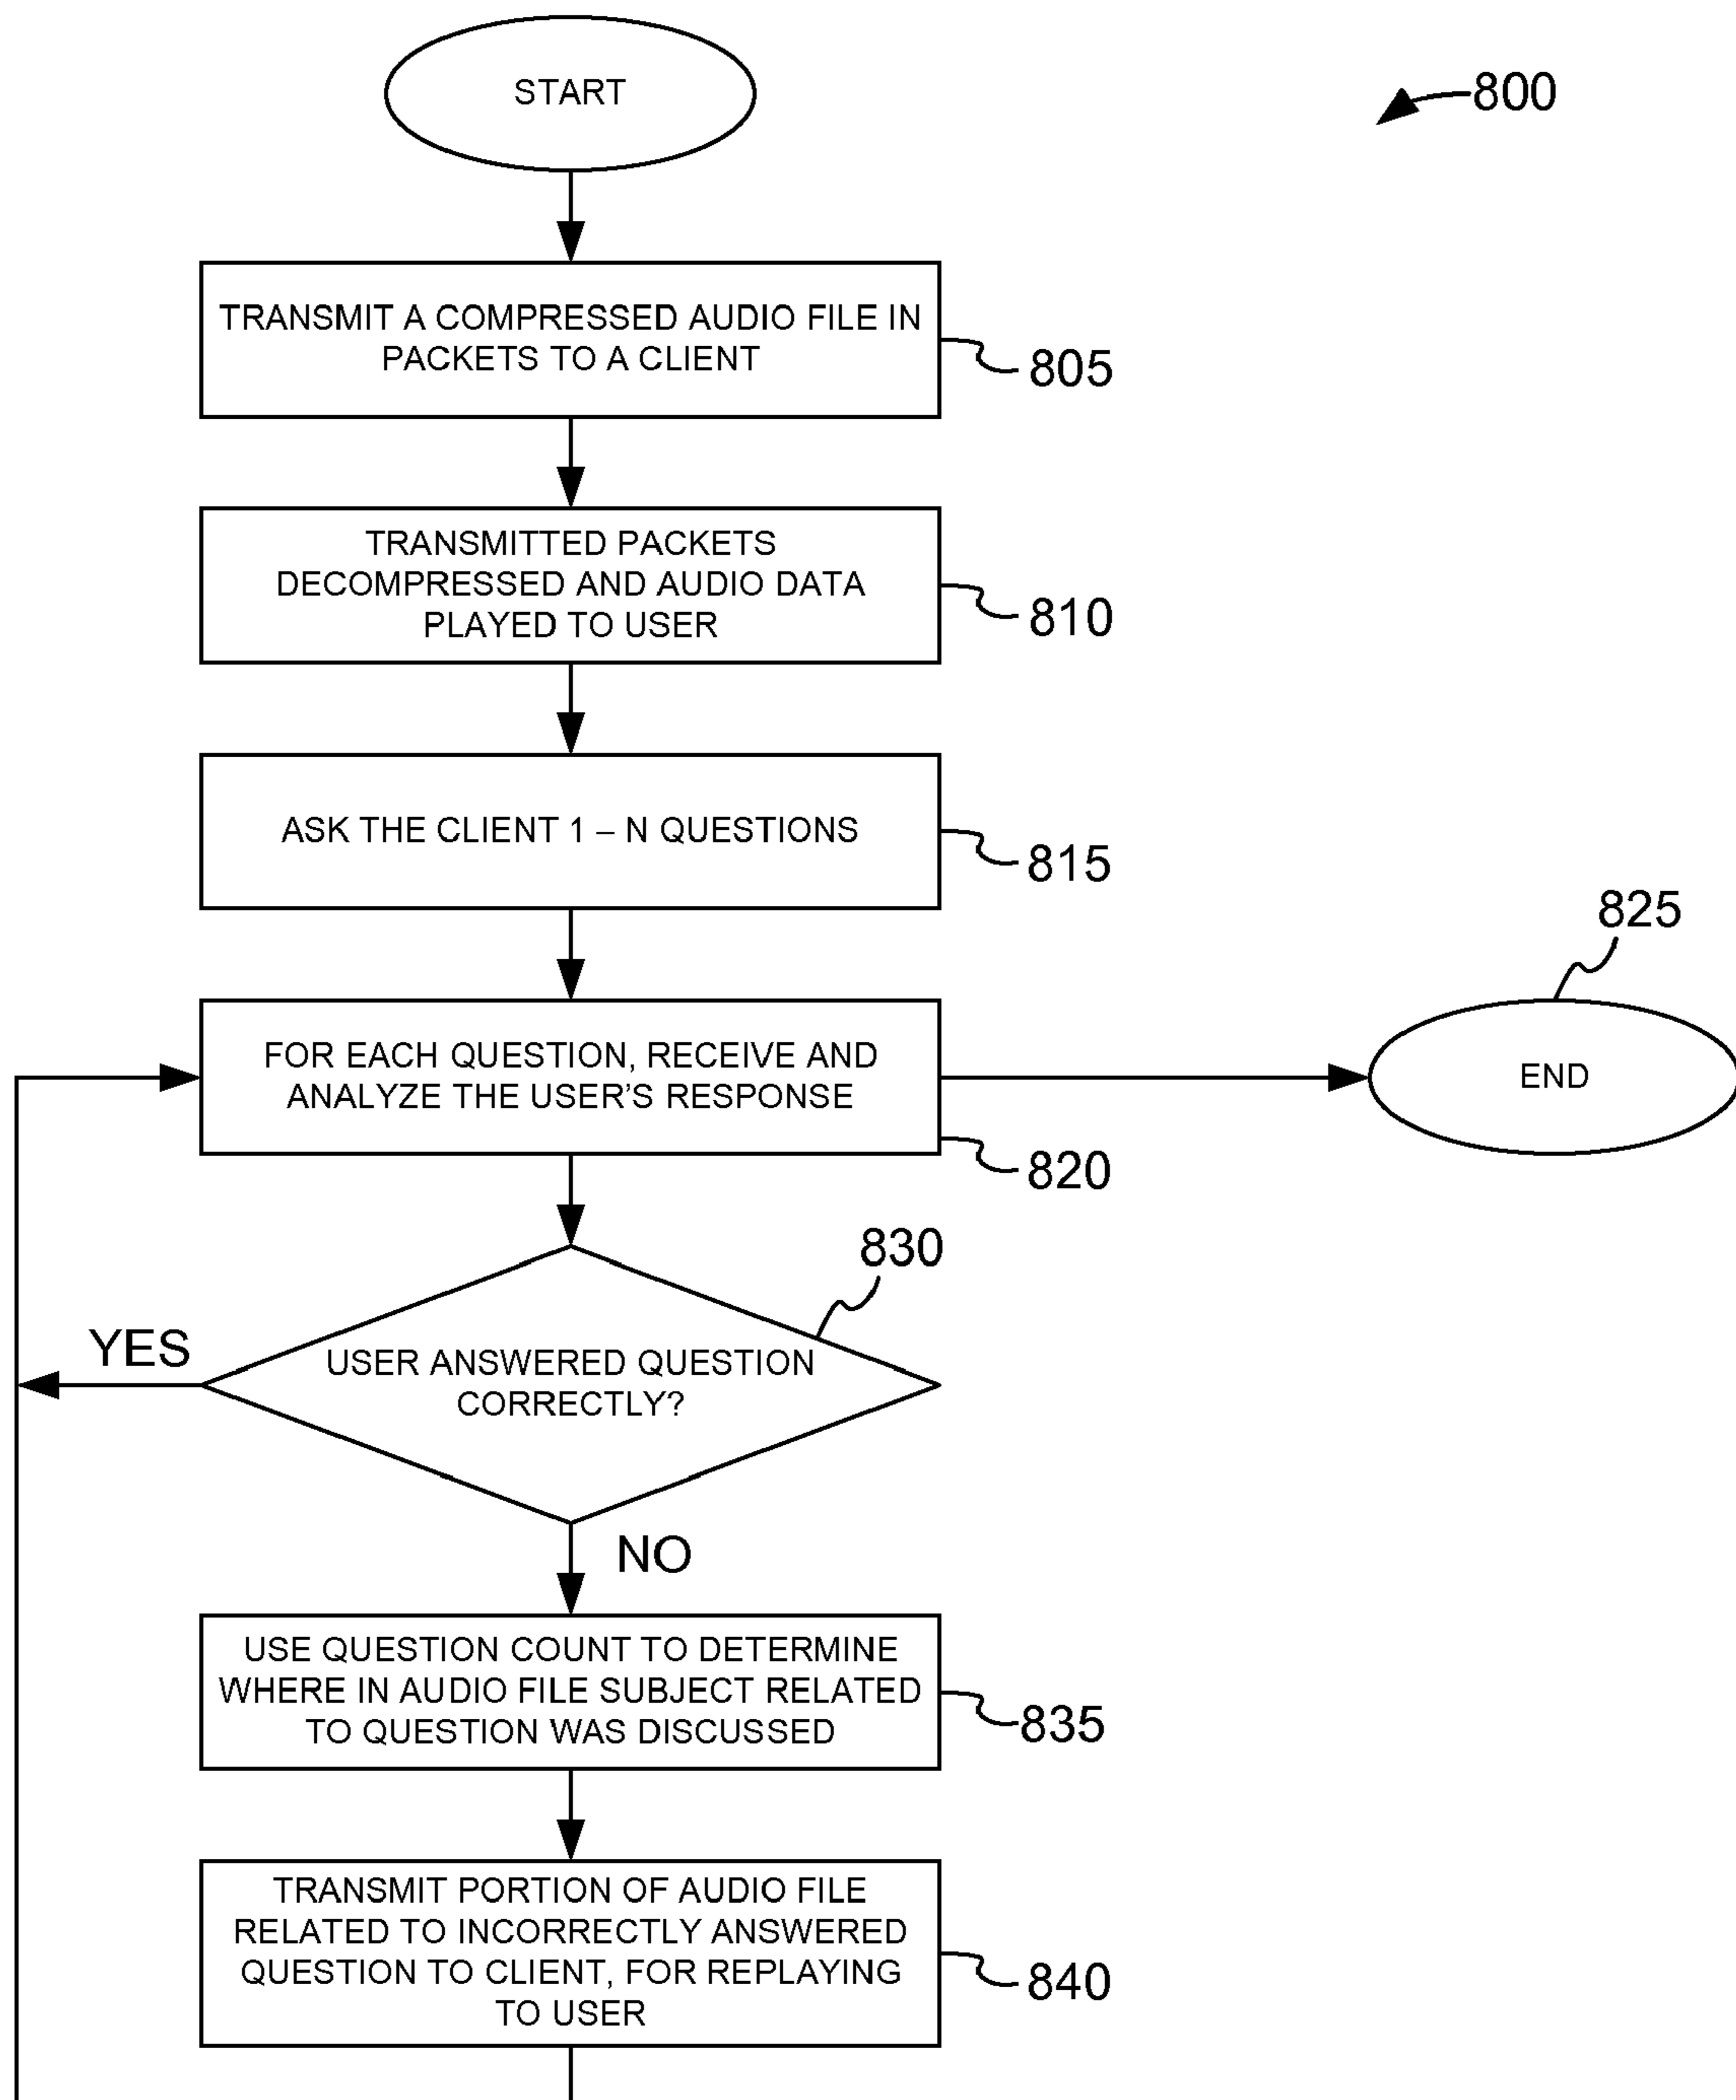 START
800
TRANSMIT A COMPRESSED AUDIO FILE IN
PACKETS TO A CLIENT
805
TRANSMITTED PACKETS
DECOMPRESSED AND AUDIO DATA
PLAYED TO USER
810
ASK THE CLIENT 1 – N QUESTIONS
815
825
FOR EACH QUESTION, RECEIVE AND
ANALYZE THE USER'S RESPONSE
END
820
830
YES
USER ANSWERED QUESTION
CORRECTLY?
NO
USE QUESTION COUNT TO DETERMINE
WHERE IN AUDIO FILE SUBJECT RELATED
TO QUESTION WAS DISCUSSED
835
TRANSMIT PORTION OF AUDIO FILE
RELATED TO INCORRECTLY ANSWERED
QUESTION TO CLIENT, FOR REPLAYING
TO USER
840